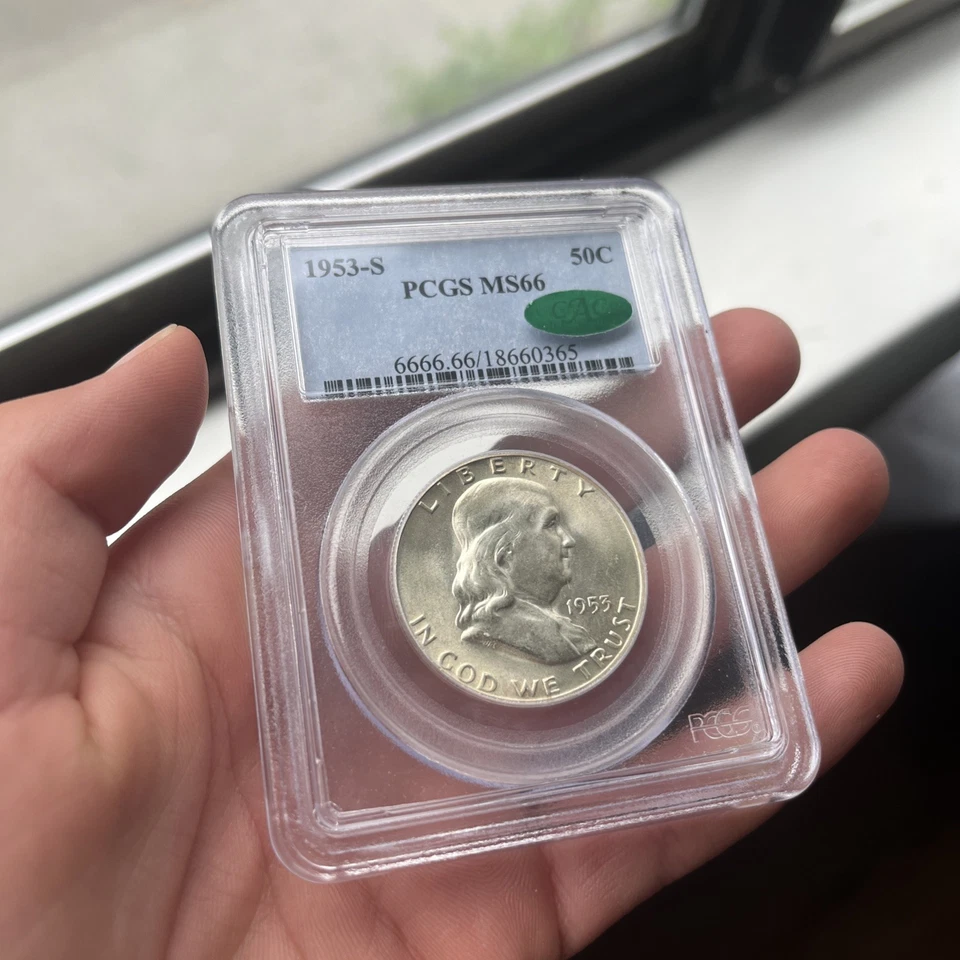 1953-S 50C
PCGS MS66
CAC
6666.66/18660365
LIBERTY
1953
IN GOD WE TRUST
PCGS